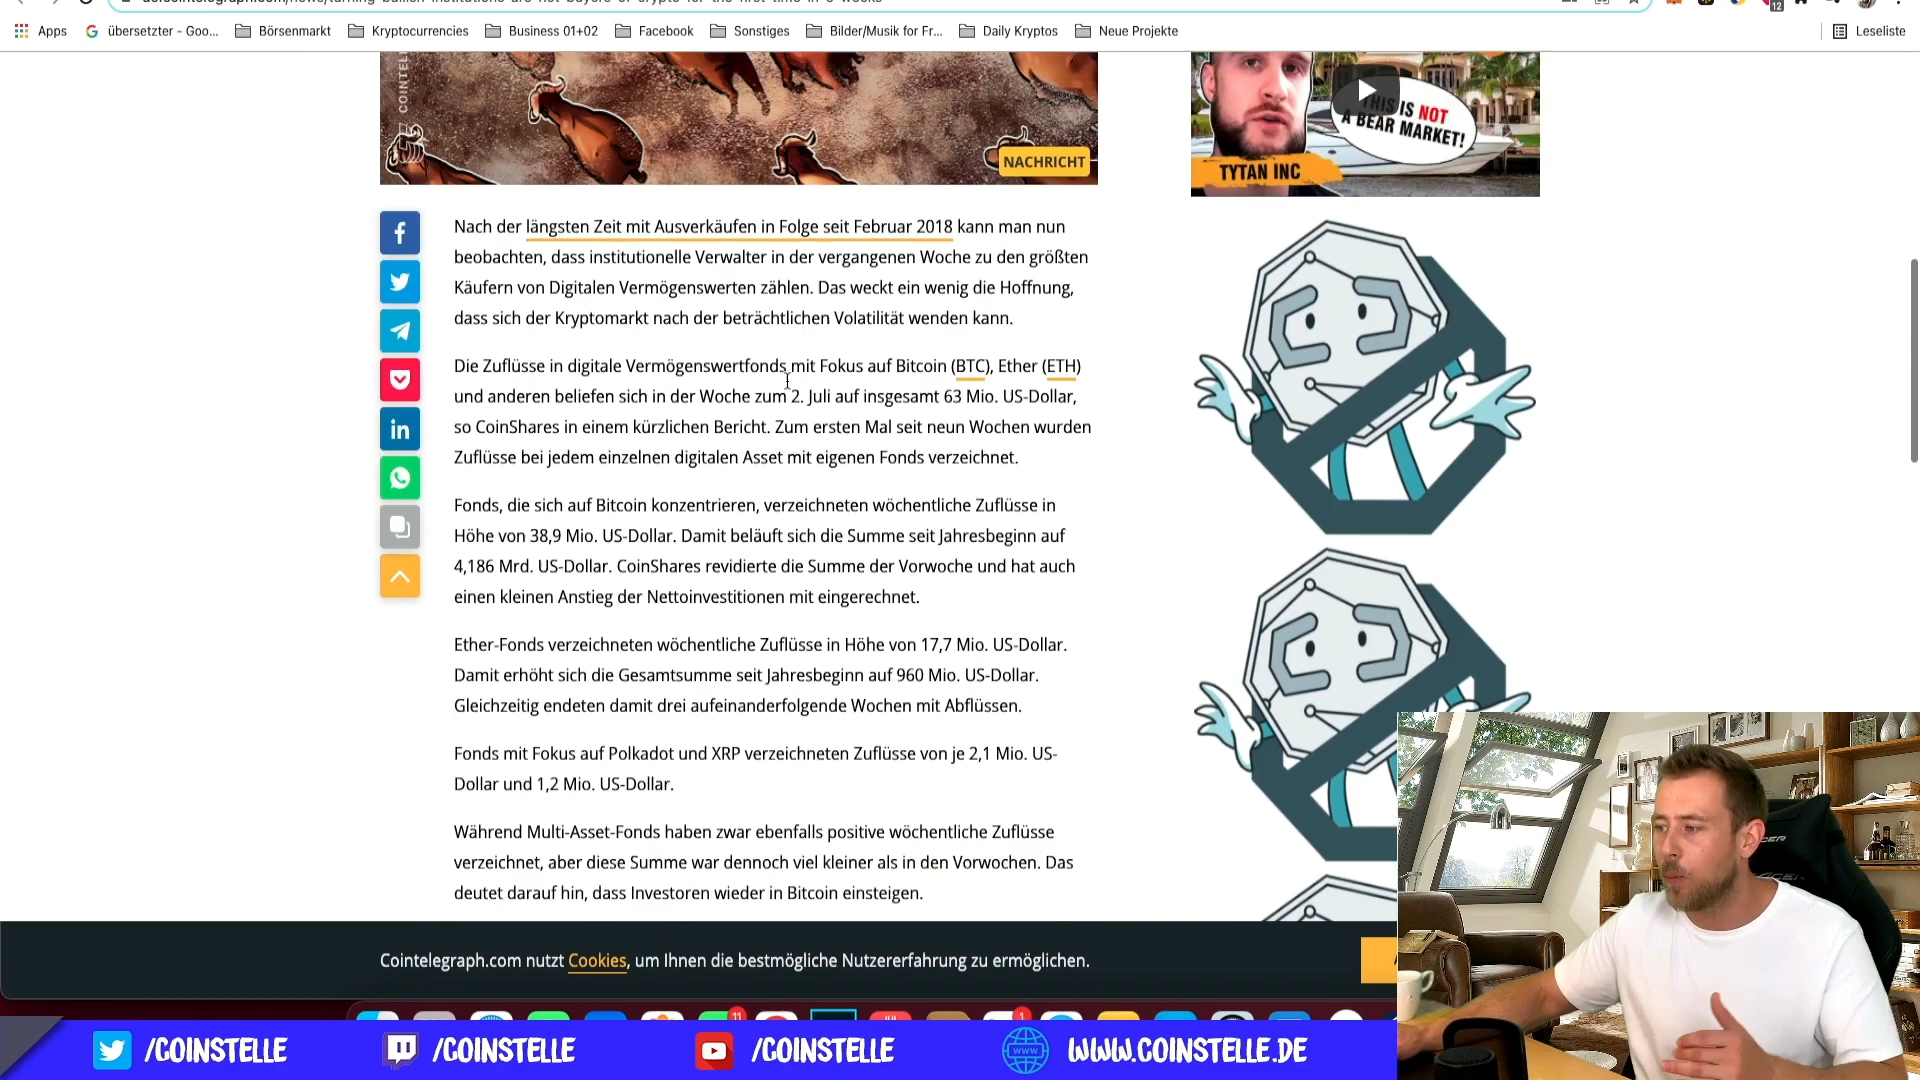 Apps
übersetzter - Goo...
Börsenmarkt
Kryptocurrencies
Business 01+02
Facebook
Sonstiges
Bilder/Musik for Fr...
Daily Kryptos
Neue Projekte
Leseliste
12
COINTEL
NACHRICHT
THIS IS NOT
A BEAR MARKET!
TYTAN INC
Nach der längsten Zeit mit Ausverkäufen in Folge seit Februar 2018 kann man nun
beobachten, dass institutionelle Verwalter in der vergangenen Woche zu den größten
Käufern von Digitalen Vermögenswerten zählen. Das weckt ein wenig die Hoffnung,
dass sich der Kryptomarkt nach der beträchtlichen Volatilität wenden kann.
Die Zuflüsse in digitale Vermögenswertfonds mit Fokus auf Bitcoin (BTC), Ether (ETH)
und anderen beliefen sich in der Woche zum 2. Juli auf insgesamt 63 Mio. US-Dollar,
so CoinShares in einem kürzlichen Bericht. Zum ersten Mal seit neun Wochen wurden
Zuflüsse bei jedem einzelnen digitalen Asset mit eigenen Fonds verzeichnet.
Fonds, die sich auf Bitcoin konzentrieren, verzeichneten wöchentliche Zuflüsse in
Höhe von 38,9 Mio. US-Dollar. Damit beläuft sich die Summe seit Jahresbeginn auf
4,186 Mrd. US-Dollar. CoinShares revidierte die Summe der Vorwoche und hat auch
einen kleinen Anstieg der Nettoinvestitionen mit eingerechnet.
Ether-Fonds verzeichneten wöchentliche Zuflüsse in Höhe von 17,7 Mio. US-Dollar.
Damit erhöht sich die Gesamtsumme seit Jahresbeginn auf 960 Mio. US-Dollar.
Gleichzeitig endeten damit drei aufeinanderfolgende Wochen mit Abflüssen.
Fonds mit Fokus auf Polkadot und XRP verzeichneten Zuflüsse von je 2,1 Mio. US-
Dollar und 1,2 Mio. US-Dollar.
Während Multi-Asset-Fonds haben zwar ebenfalls positive wöchentliche Zuflüsse
verzeichnet, aber diese Summe war dennoch viel kleiner als in den Vorwochen. Das
deutet darauf hin, dass Investoren wieder in Bitcoin einsteigen.
Cointelegraph.com nutzt Cookies, um Ihnen die bestmögliche Nutzererfahrung zu ermöglichen.
11
1
/COINSTELLE
/COINSTELLE
/COINSTELLE
WWW.COINSTELLE.DE